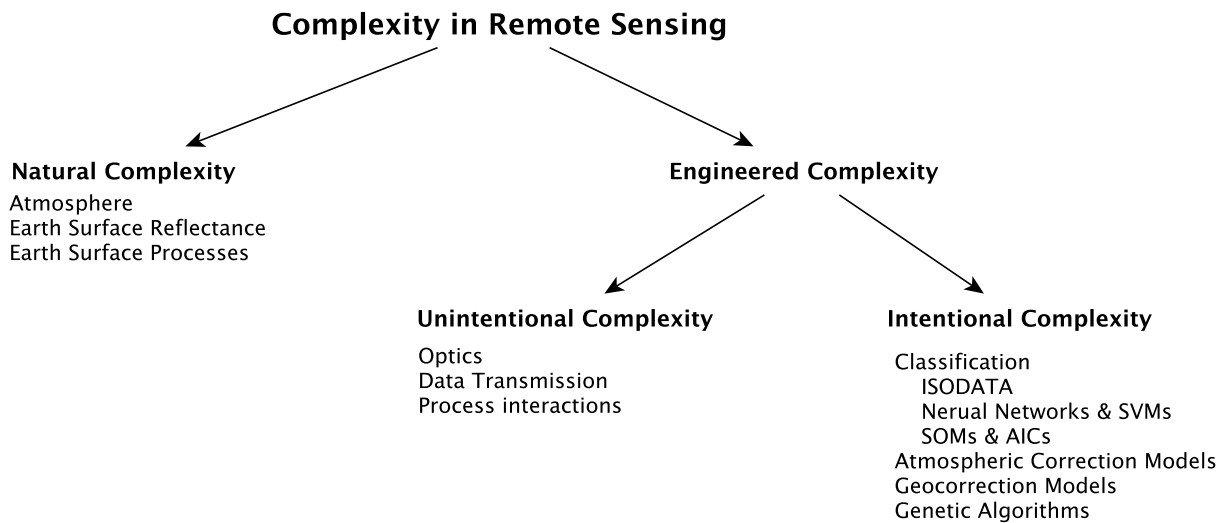 Complexity in Remote Sensing
Natural Complexity
Atmosphere
Earth Surface Reflectance
Earth Surface Processes
Engineered Complexity
Unintentional Complexity
Optics
Data Transmission
Process interactions
Intentional Complexity
Classification
ISODATA
Nerual Networks & SVMs
SOMs & AICs
Atmospheric Correction Models
Geocorrection Models
Genetic Algorithms